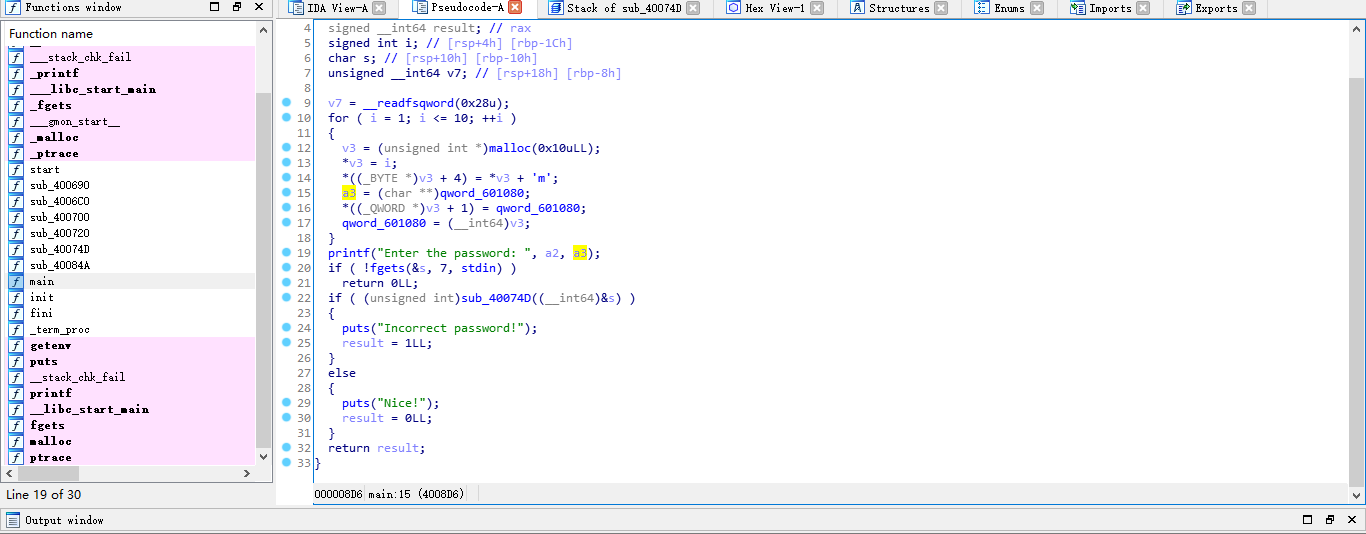 Functions window
Function name
___stack_chk_fail
_printf
___libc_start_main
_fgets
___gmon_start__
_malloc
_ptrace
start
sub_400690
sub_4006C0
sub_400700
sub_400720
sub_40074D
sub_40084A
main
init
fini
_term_proc
getenv
puts
__stack_chk_fail
printf
__libc_start_main
fgets
malloc
ptrace
Line 19 of 30
IDA View-A Pseudocode-A Stack of sub_40074D Hex View-1 Structures Enums Imports Exports
4 signed __int64 result; // rax
5 signed int i; // [rsp+4h] [rbp-1Ch]
6 char s; // [rsp+10h] [rbp-10h]
7 unsigned __int64 v7; // [rsp+18h] [rbp-8h]
8
9 v7 = __readfsqword(0x28u);
10 for ( i = 1; i <= 10; ++i )
11 {
12 v3 = (unsigned int *)malloc(0x10uLL);
13 *v3 = i;
14 *((_BYTE *)v3 + 4) = *v3 + 'm';
15 a3 = (char **)qword_601080;
16 *((_QWORD *)v3 + 1) = qword_601080;
17 qword_601080 = (__int64)v3;
18 }
19 printf("Enter the password: ", a2, a3);
20 if ( !fgets(&s, 7, stdin) )
21 return 0LL;
22 if ( (unsigned int)sub_40074D((__int64)&s) )
23 {
24 puts("Incorrect password!");
25 result = 1LL;
26 }
27 else
28 {
29 puts("Nice!");
30 result = 0LL;
31 }
32 return result;
33 }
000008D6 main:15 (4008D6)
Output window